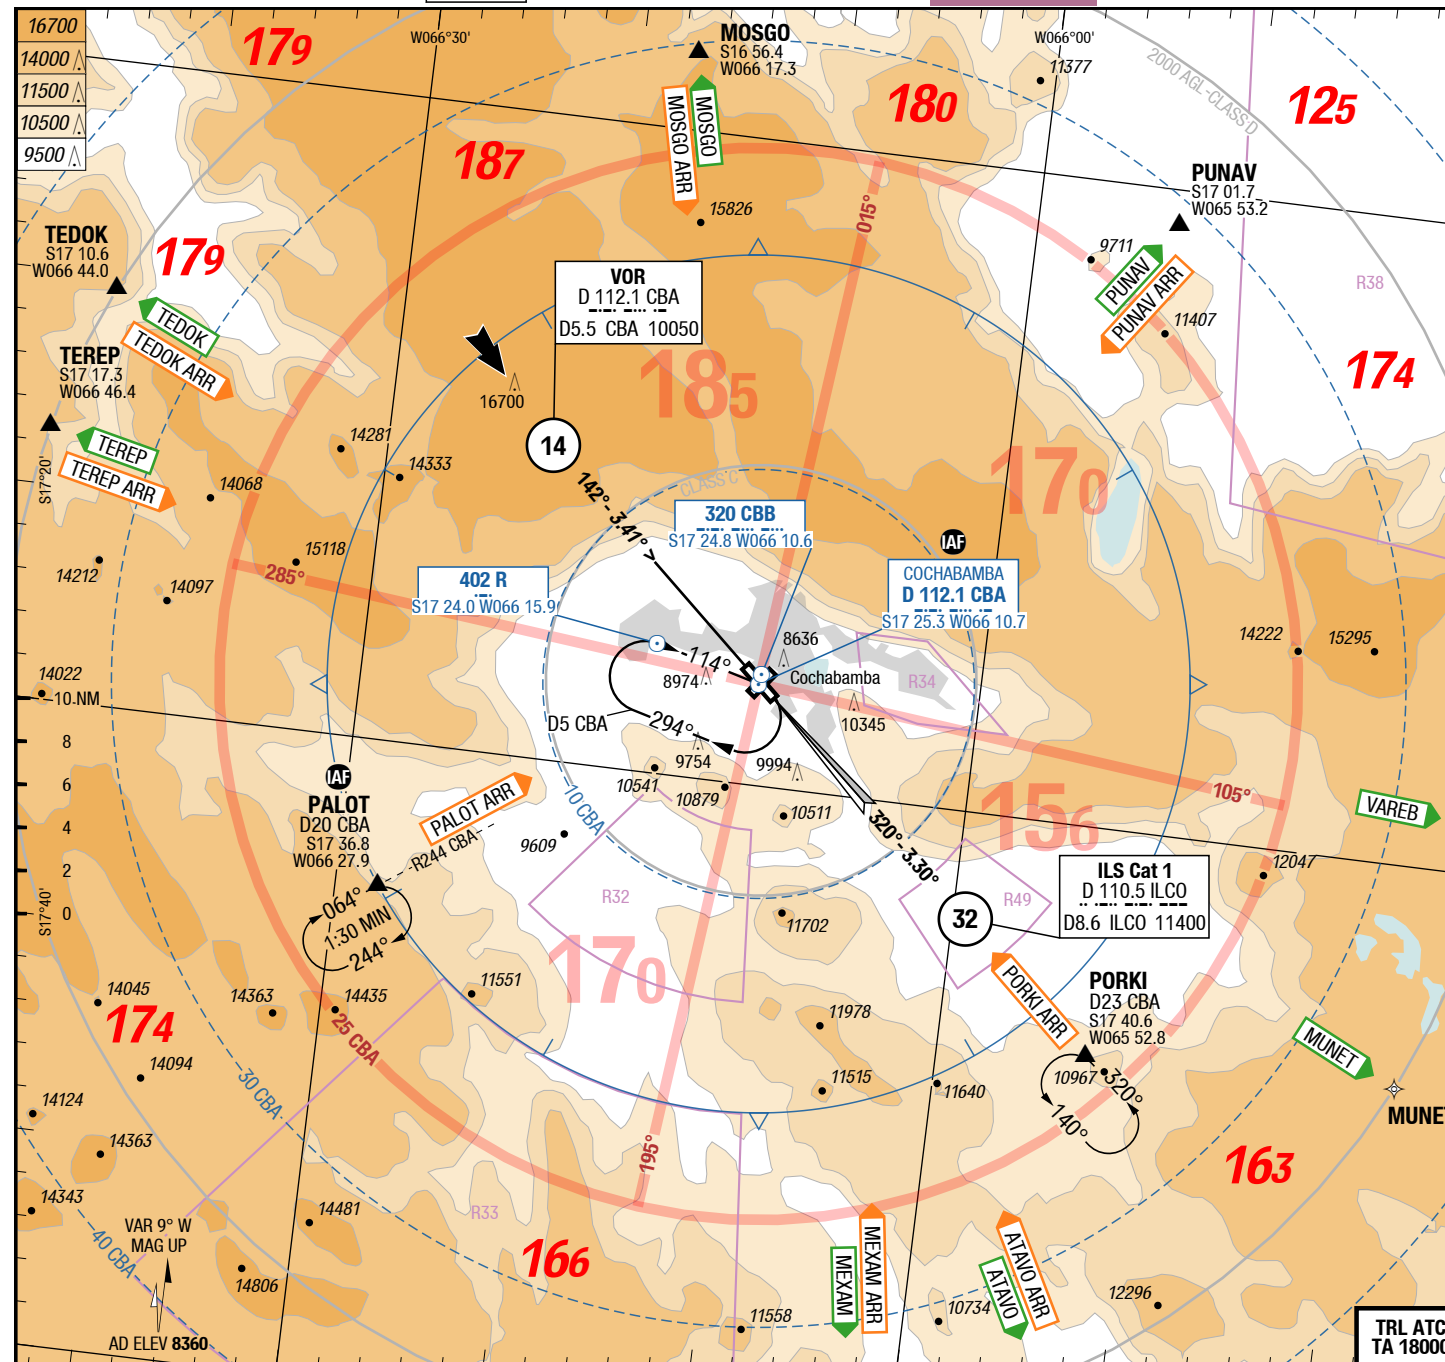 16700
14000
11500
10500
9500
179
W066°30'
MOSGO
S16 56.4
W066 17.3
W066°00'
11377
2000 AGL-CLASS D
125
180
187
MOSGO ARR
MOSGO
PUNAV
S17 01.7
W065 53.2
15826
015°
TEDOK
S17 10.6
W066 44.0
179
9711
PUNAV
PUNAV ARR
R38
11407
VOR
D 112.1 CBA
D5.5 CBA 10050
TEDOK
TEDOK ARR
TEREP
S17 17.3
W066 46.4
185
174
16700
14
TEREP
TEREP ARR
S17°20'
14281
14333
14068
170
142° - 3.41° >
CLASS C
320 CBB
S17 24.8 W066 10.6
IAF
15118
285°
14212
14097
402 R
S17 24.0 W066 15.9
COCHABAMBA
D 112.1 CBA
S17 25.3 W066 10.7
14222
15295
8636
114°
8974
Cochabamba
R34
14022
10 NM
8
6
4
2
0
D5 CBA
294°
10345
9754
9994
10541
10879
10511
105°
156
VAREB
IAF
PALOT
D20 CBA
S17 36.8
W066 27.9
PALOT ARR
R244 CBA
10 CBA
9609
320° - 3.30°
12047
ILS Cat 1
D 110.5 ILCO
D8.6 ILCO 11400
R32
R49
32
064°
1:30 MIN
244°
S17°40'
11702
170
PORKI ARR
PORKI
D23 CBA
S17 40.6
W065 52.8
11551
14045
174
14363
14435
25 CBA
11978
MUNET
14094
30 CBA
11515
11640
10967
320°
140°
14124
14363
195°
163
14343
14481
R33
VAR 9° W
MAG UP
40 CBA
166
MEXAM
MEXAM ARR
ATAVO ARR
ATAVO
14806
11558
10734
12296
AD ELEV 8360
TRL ATC
TA 18000